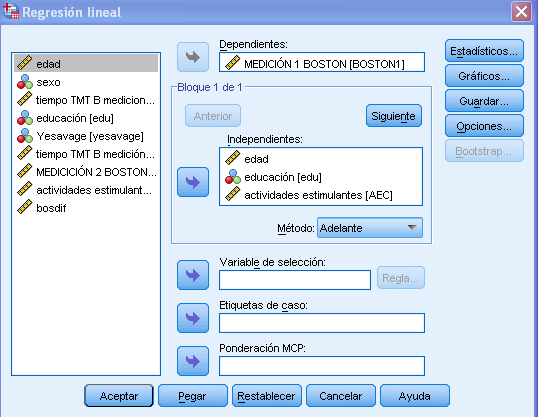 Regresión lineal
edad
sexo
tiempo TMT B medicion...
educación [edu]
Yesavage [yesavage]
tiempo TMT B medición...
MEDICICIÓN 2 BOSTON...
actividades estimulantes...
bosdif
Dependientes:
MEDICIÓN 1 BOSTON [BOSTON1]
Bloque 1 de 1
Anterior
Siguiente
Independientes:
edad
educación [edu]
actividades estimulantes [AEC]
Método: Adelante
Variable de selección:
Regla...
Etiquetas de caso:
Ponderación MCP:
Estadísticos...
Gráficos...
Guardar...
Opciones...
Bootstrap...
Aceptar
Pegar
Restablecer
Cancelar
Ayuda